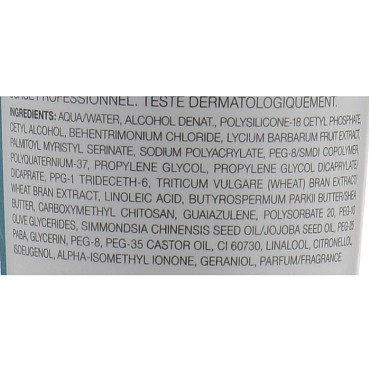 PROFESSIONNEL. TESTE DERMATOLOGIQUEMENT.
INGREDIENTS: AQUA/WATER, ALCOHOL DENAT., POLYSILICONE-18 CETYL PHOSPHATE,
CETYL ALCOHOL, BEHENTRIMONIUM CHLORIDE, LYCIUM BARBARUM FRUIT EXTRACT,
PALMITOYL MYRISTYL SERINATE, SODIUM POLYACRYLATE, PEG-8/SMDI COPOLYMER,
POLYQUATERNIUM-37, PROPYLENE GLYCOL, PROPYLENE GLYCOL DICAPRYLATE/
DICAPRATE, PPG-1 TRIDECETH-6, TRITICUM VULGARE (WHEAT) BRAN EXTRACT/
WHEAT BRAN EXTRACT, LINOLEIC ACID, BUTYROSPERMUM PARKII BUTTER/SHEA
BUTTER, CARBOXYMETHYL CHITOSAN, GUAIAZULENE, POLYSORBATE 20, PEG-10
OLIVE GLYCERIDES, SIMMONDSIA CHINENSIS SEED OIL/JOJOBA SEED OIL, PEG-25
PABA, GLYCERIN, PEG-8, PEG-35 CASTOR OIL, CI 60730, LINALOOL, CITRONELLOL,
ISOEUGENOL, ALPHA-ISOMETHYL IONONE, GERANIOL, PARFUM/FRAGRANCE.